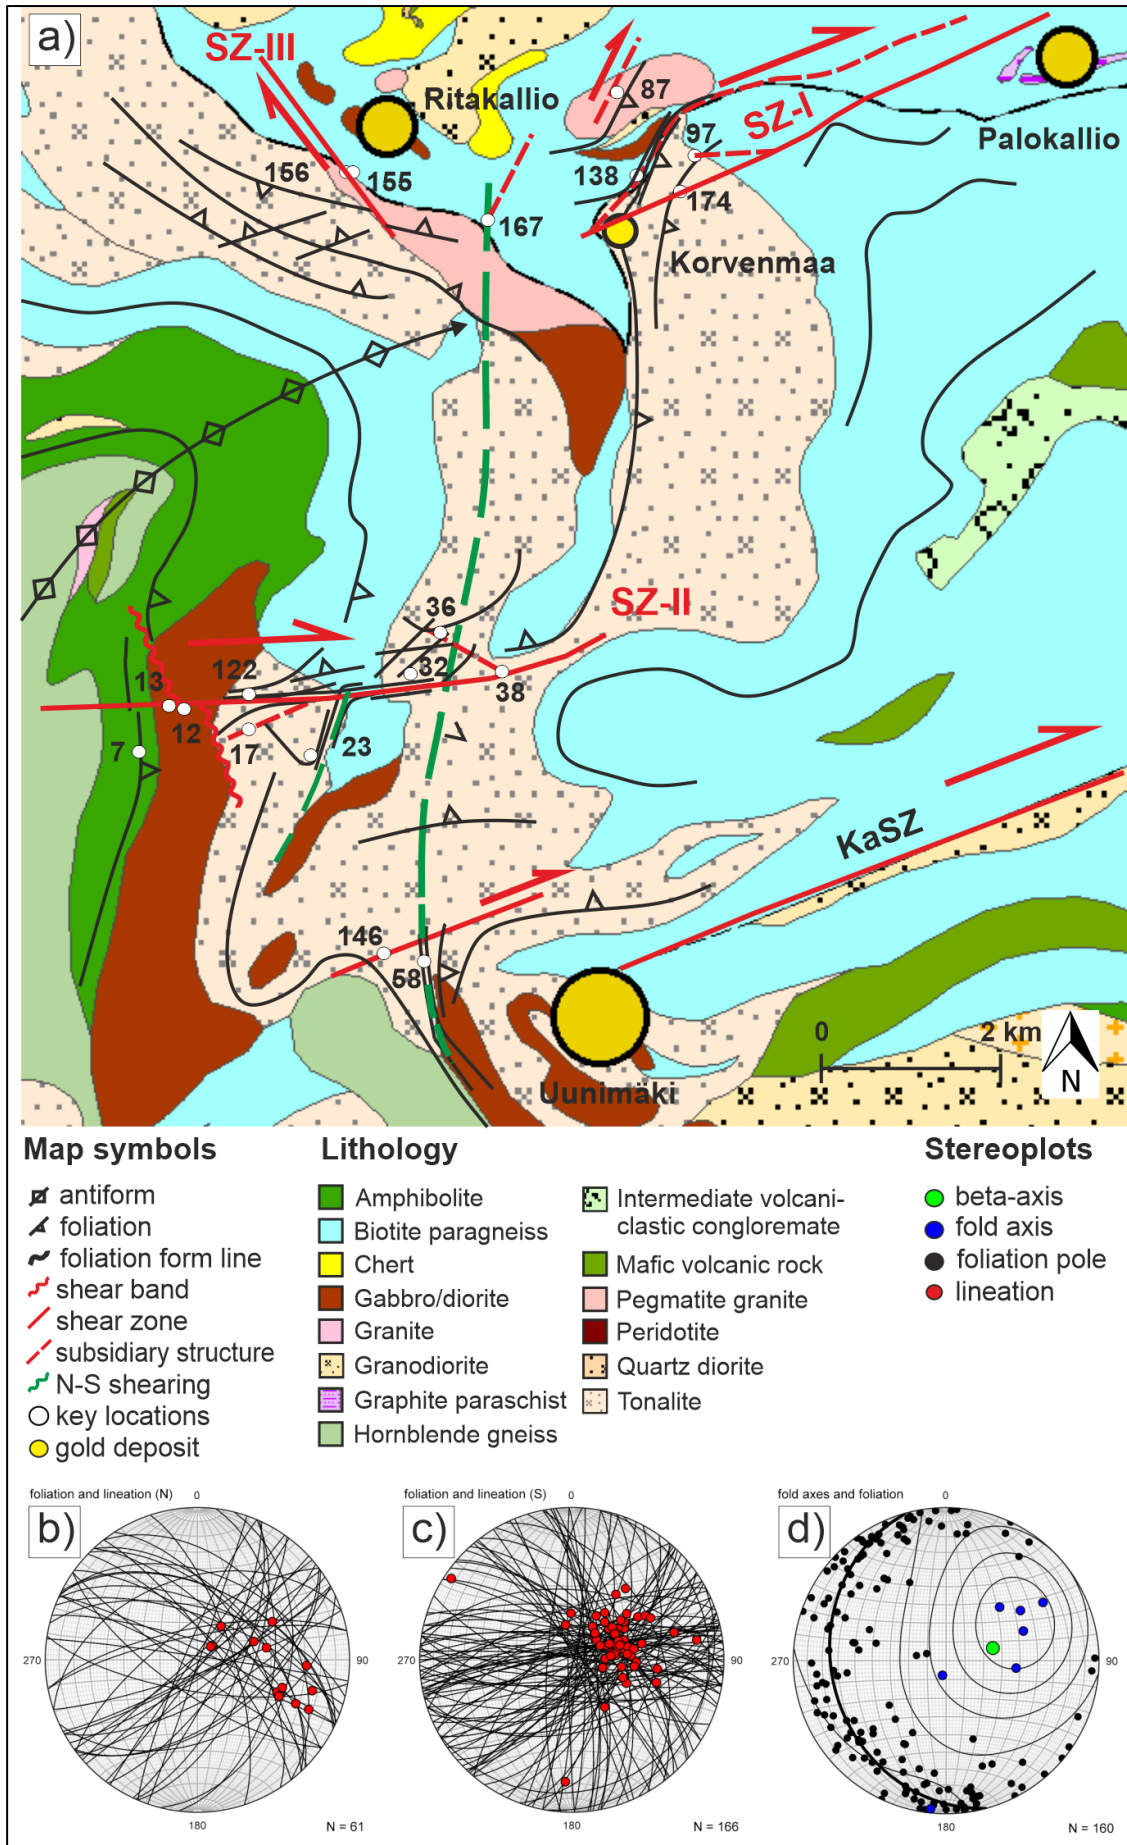 a)
SZ-III
Ritakallio
87
SZ-I
Palokallio
97
156
155
138
174
167
Korvenmaa
SZ-II
36
122
32
13
38
12
7
17
23
KaSZ
146
58
0
2 km
N
Uunimäki
Map symbols
antiform
foliation
foliation form line
shear band
shear zone
subsidiary structure
N-S shearing
key locations
gold deposit
Lithology
Amphibolite
Biotite paragneiss
Chert
Gabbro/diorite
Granite
Granodiorite
Graphite paraschist
Hornblende gneiss
Intermediate volcani-
clastic congloremate
Mafic volcanic rock
Pegmatite granite
Peridotite
Quartz diorite
Tonalite
Stereoplots
beta-axis
fold axis
foliation pole
lineation
foliation and lineation (N)
0
b)
270
90
180
N = 61
foliation and lineation (S)
0
c)
270
90
180
N = 166
fold axes and foliation
0
d)
270
90
180
N = 160